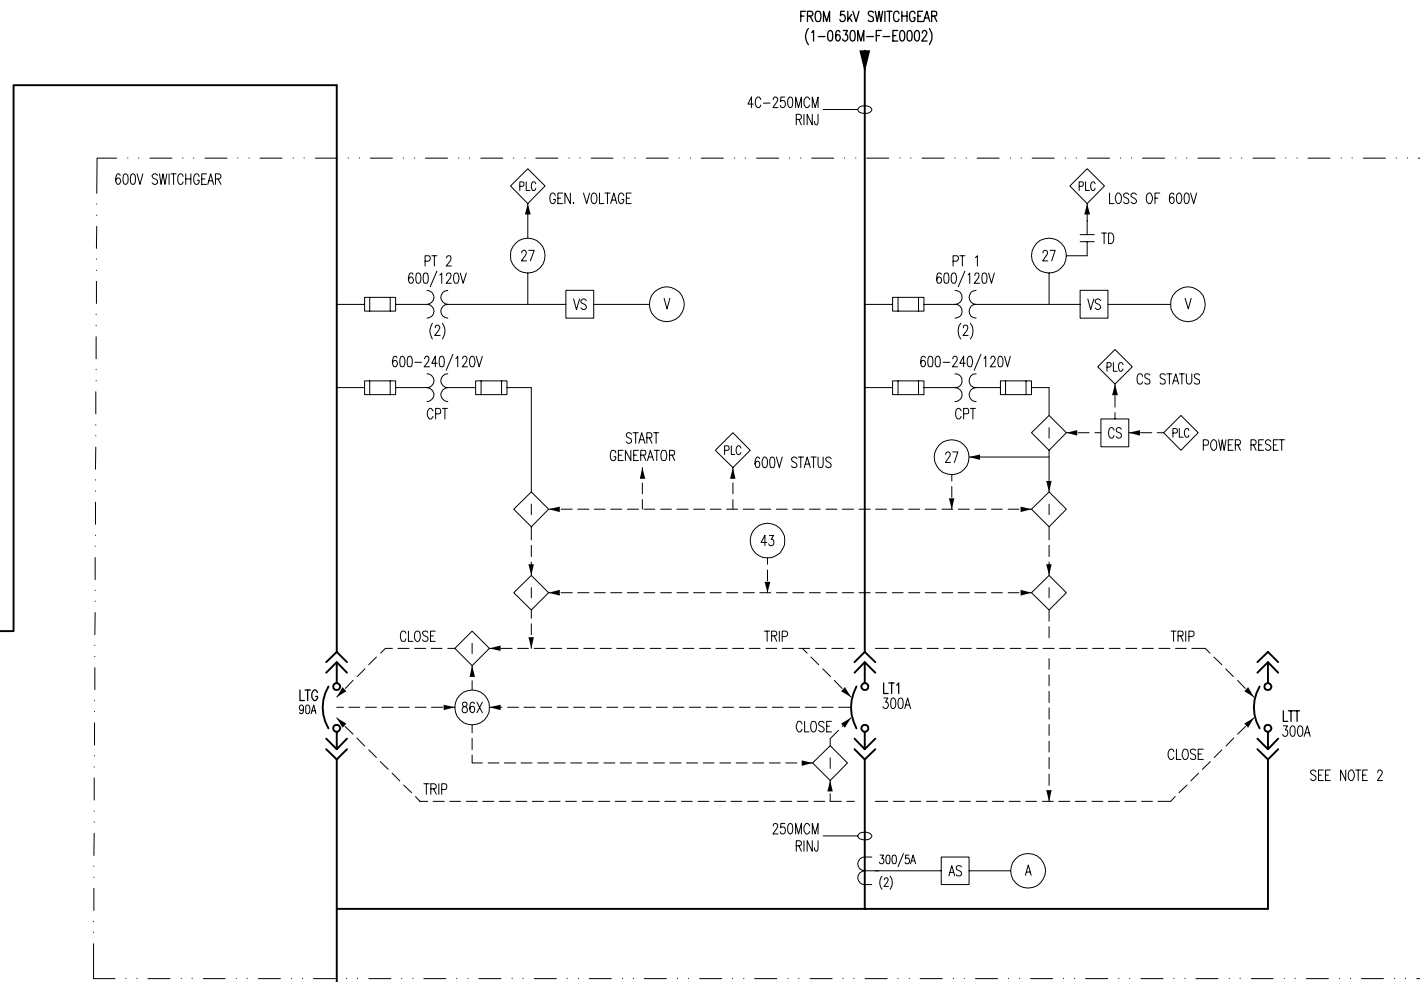 FROM 5kV SWITCHGEAR
(1-0630M-F-E0002)
4C-250MCM
RINJ
600V SWITCHGEAR
PLC
GEN. VOLTAGE
27
PT 2
600/120V
(2)
VS
V
PLC
LOSS OF 600V
TD
27
PT 1
600/120V
(2)
VS
V
600-240/120V
CPT
600-240/120V
CPT
PLC
CS STATUS
I
CS
PLC
POWER RESET
START
GENERATOR
PLC
600V STATUS
27
I
I
43
I
I
CLOSE
I
TRIP
TRIP
LTG
90A
86X
LT1
300A
LTT
300A
CLOSE
I
CLOSE
TRIP
SEE NOTE 2
250MCM
RINJ
300/5A
(2)
AS
A